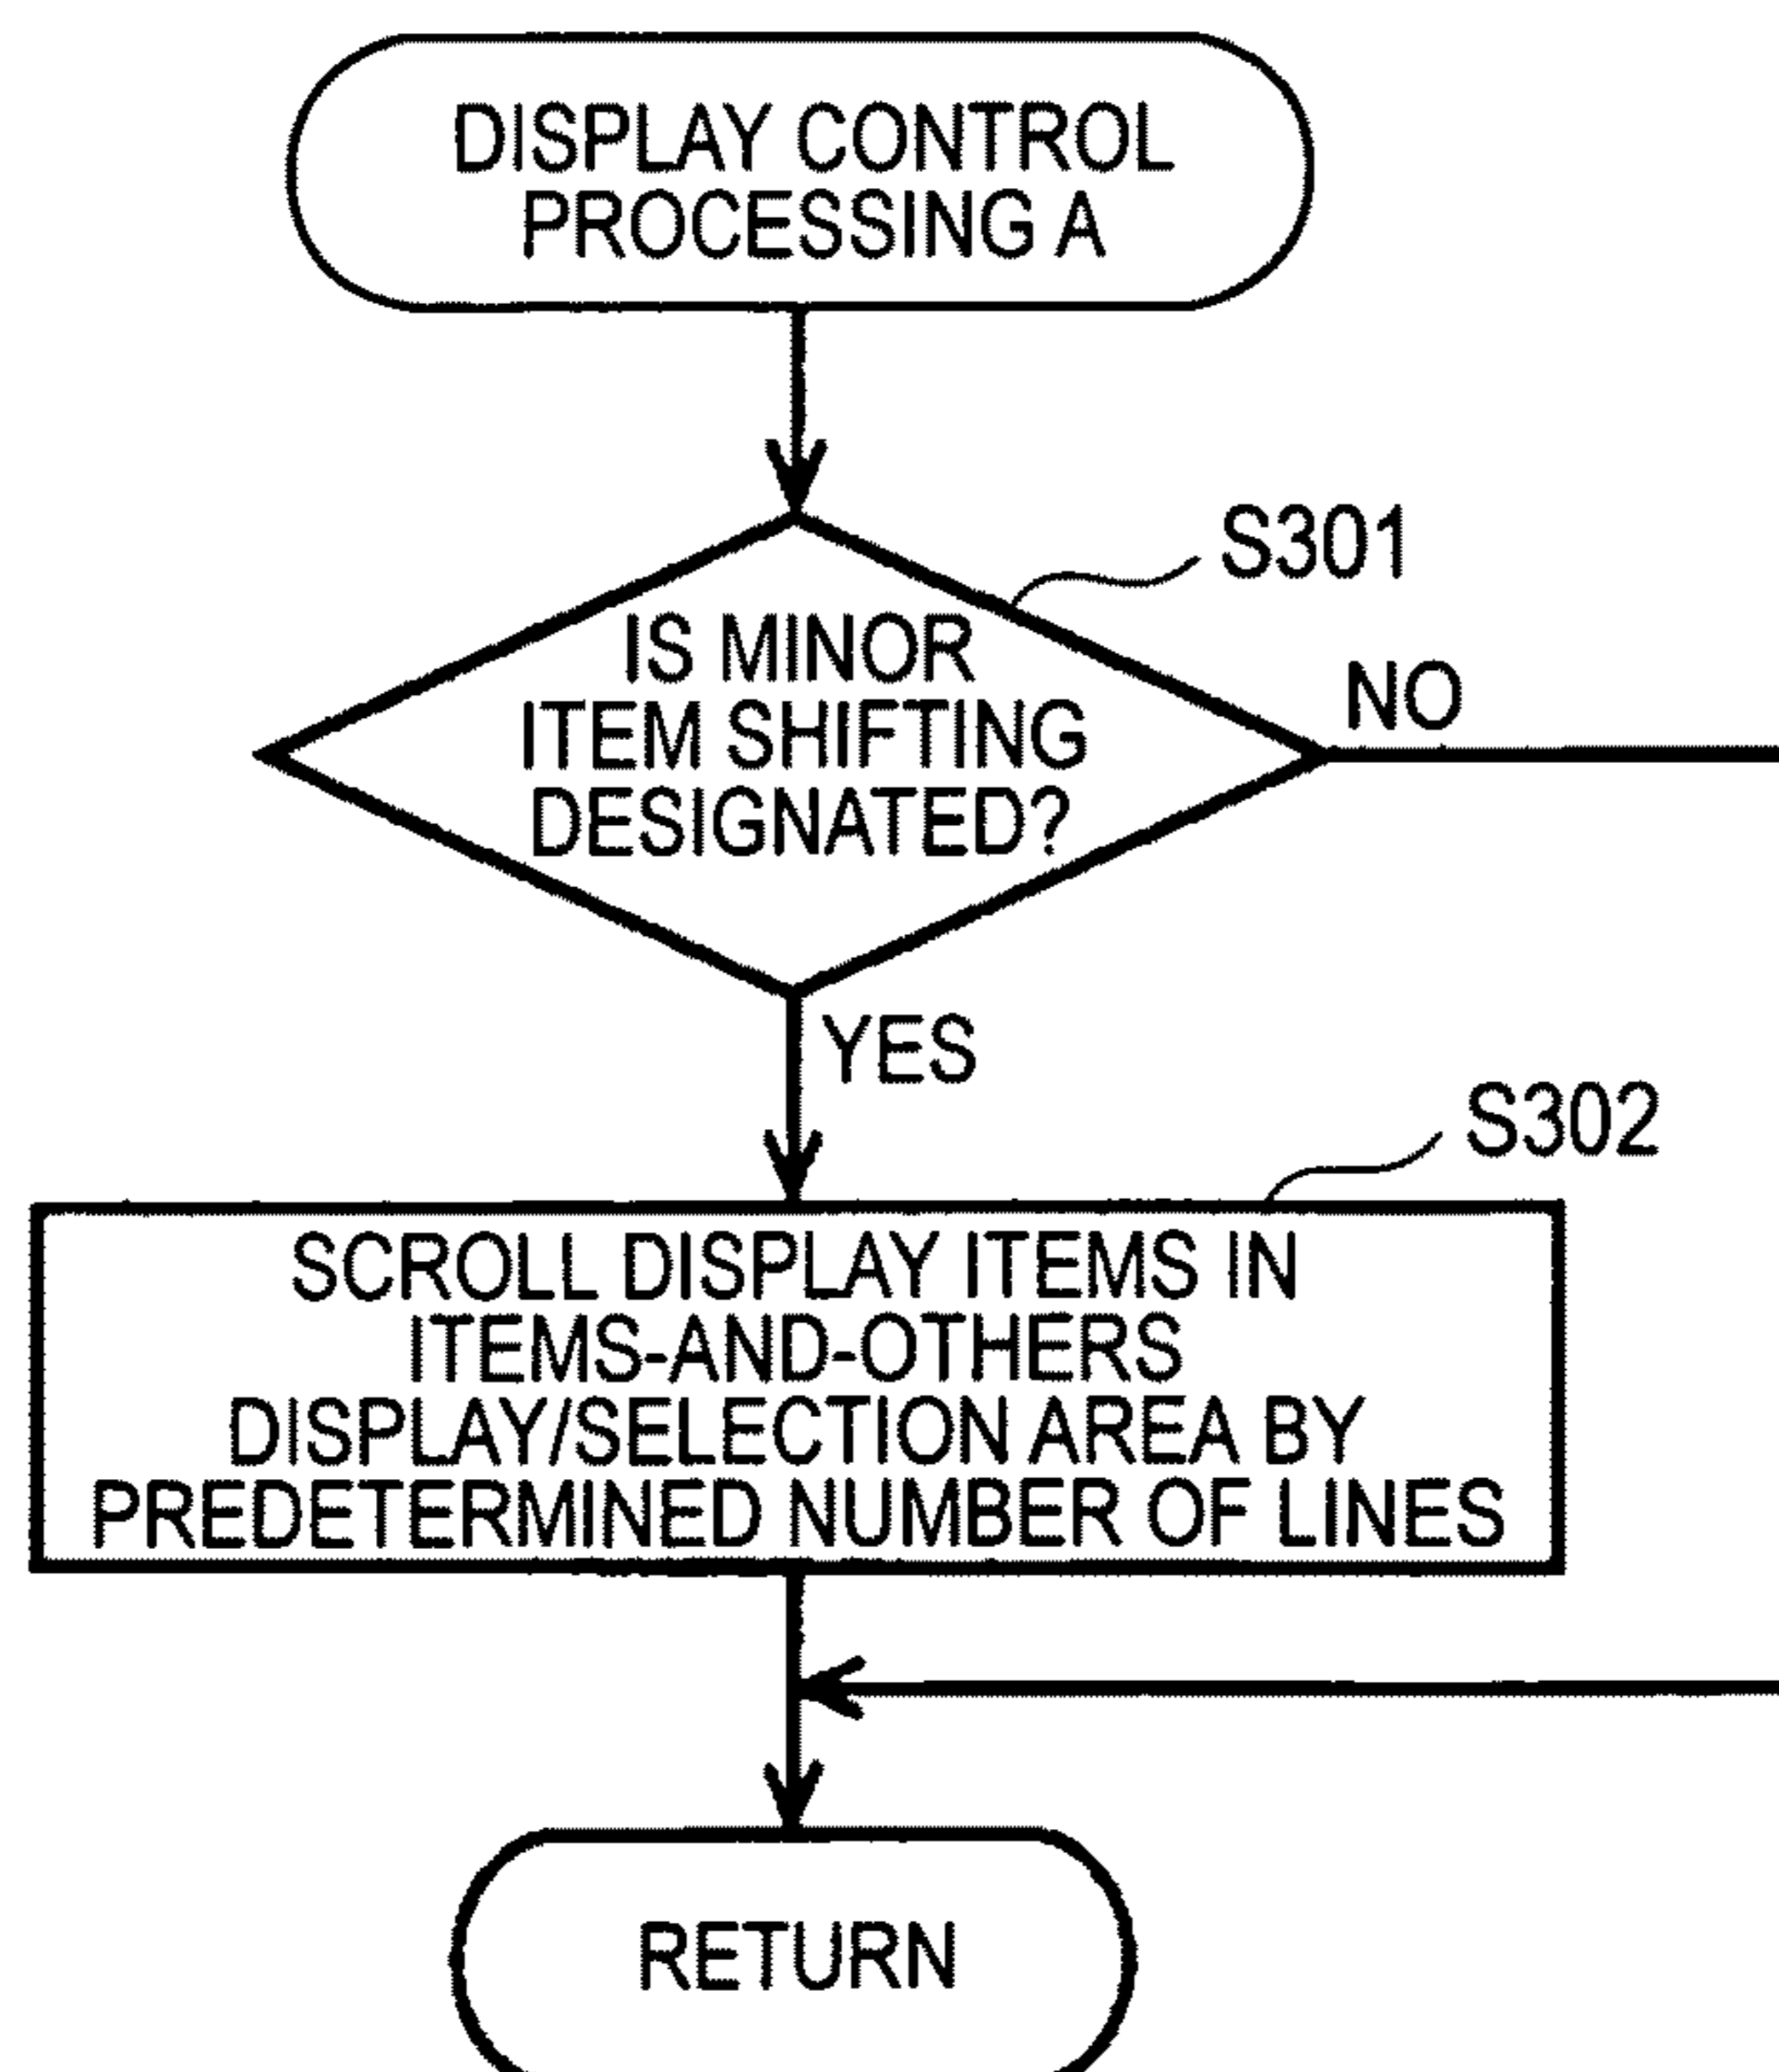 DISPLAY CONTROL
PROCESSING A
S301
IS MINOR
ITEM SHIFTING
DESIGNATED?
NO
YES
S302
SCROLL DISPLAY ITEMS IN
ITEMS-AND-OTHERS
DISPLAY/SELECTION AREA BY
PREDETERMINED NUMBER OF LINES
RETURN